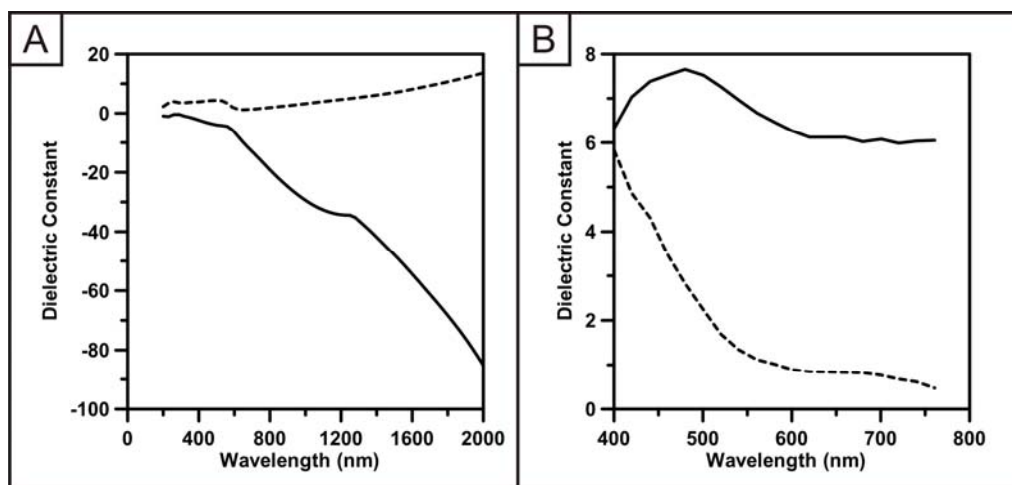 A
20
0
-20
-40
-60
-80
-100
Dielectric Constant
0 400 800 1200 1600 2000
Wavelength (nm)
B
8
6
4
2
0
Dielectric Constant
400 500 600 700 800
Wavelength (nm)